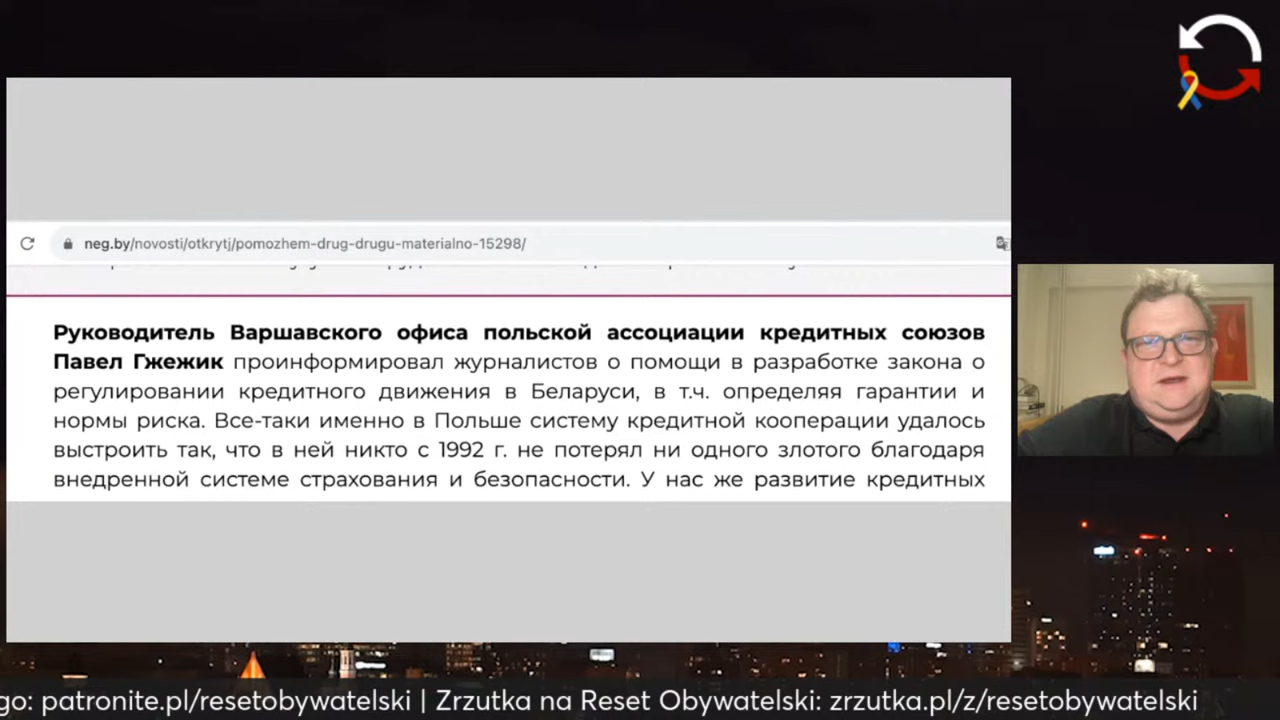 neg.by/novosti/otkrytj/pomozhem-drug-drugu-materialno-15298/
Руководитель Варшавского офиса польской ассоциации кредитных союзов
Павел Гжежик проинформировал журналистов о помощи в разработке закона о
регулировании кредитного движения в Беларуси, в т.ч. определяя гарантии и
нормы риска. Все-таки именно в Польше систему кредитной кооперации удалось
выстроить так, что в ней никто с 1992 г. не потерял ни одного злотого благодаря
внедренной системе страхования и безопасности. У нас же развитие кредитных
go: patronite.pl/resetobywatelski | Zrzutka na Reset Obywatelski: zrzutka.pl/z/resetobywatelski